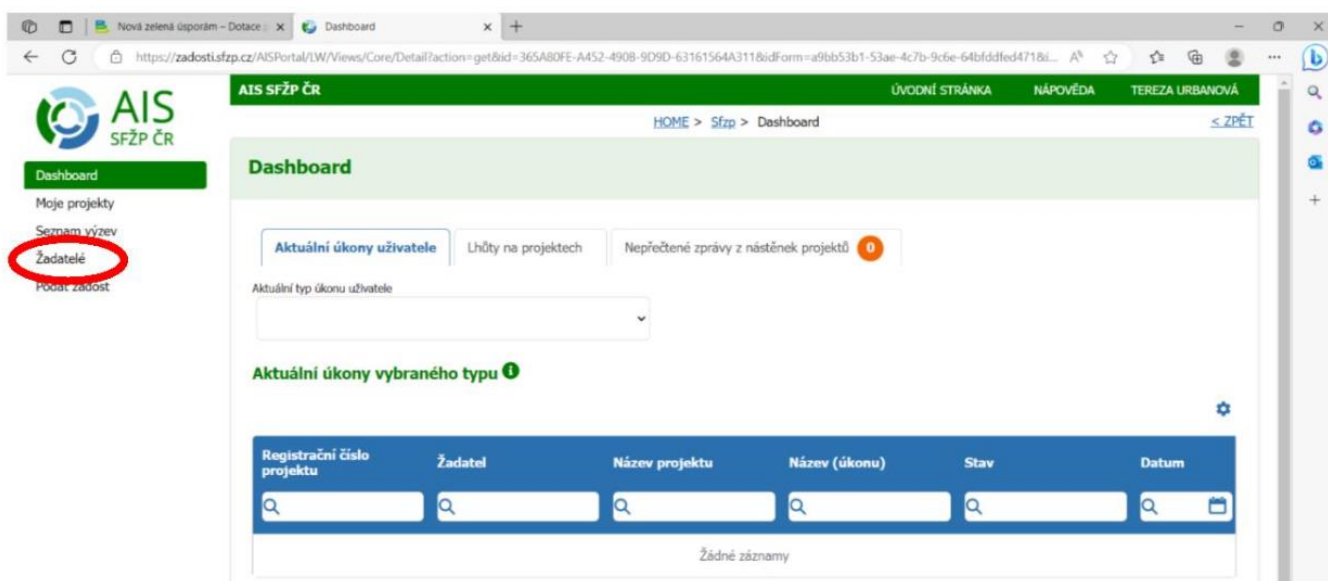 Nová zelená úsporám – Dotace
Dashboard
https://zadosti.sfzp.cz/AISPortal/LW/Views/Core/Detail?action=get&id=365A80FE-A452-490B-9D9D-63161564A311&idForm=a9bb53b1-53ae-4c7b-9c6e-64bfddfed471&i...
AIS
SFŽP ČR
AIS SFŽP ČR
ÚVODNÍ STRÁNKA
NÁPOVĚDA
TEREZA URBANOVÁ
HOME > Sfzp > Dashboard
< ZPĚT
Dashboard
Moje projekty
Seznam výzev
Žadatelé
Podat žádost
Dashboard
Aktuální úkony uživatele
Lhůty na projektech
Nepřečtené zprávy z nástěnek projektů 0
Aktuální typ úkonu uživatele
Aktuální úkony vybraného typu
Registrační číslo projektu
Žadatel
Název projektu
Název (úkonu)
Stav
Datum
Žádné záznamy